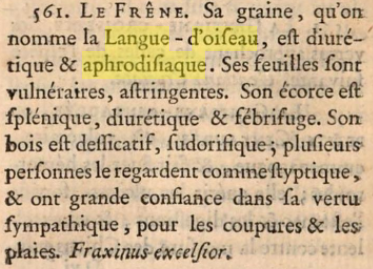 561. LE FRÊNE. Sa graine, qu'on
nomme la Langue-d'oiſeau, eſt diuré-
tique & aphrodiſiaque. Ses feuilles ſont
vulnéraires, aſtringentes. Son écorce eſt
ſplénique, diurétique & fébrifuge. Son
bois eſt deſſicatif, ſudorifique; pluſieurs
perſonnes le regardent comme ſtyptique,
& ont grande confiance dans ſa vertu
ſympathique, pour les coupures & les
plaies. Fraxinus excelſior.